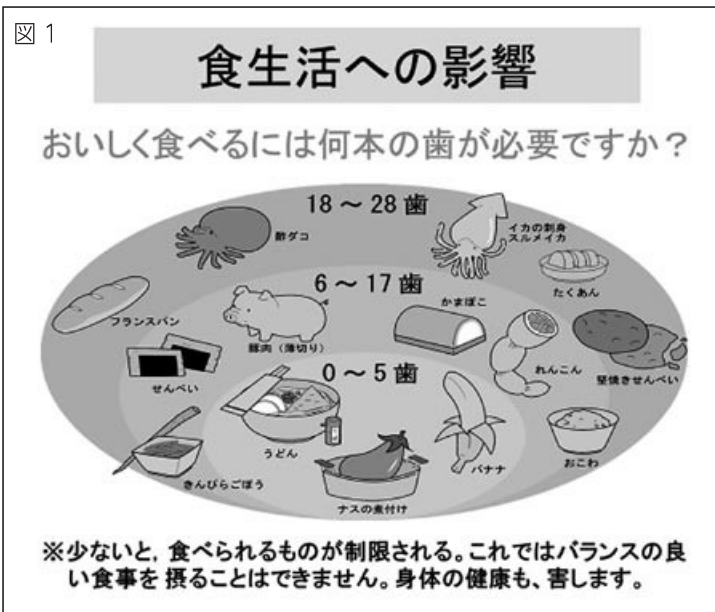 図1
食生活への影響
おいしく食べるには何本の歯が必要ですか？
18～28歯
酢ダコ
イカの刺身
スルメイカ
たくあん
6～17歯
フランスパン
豚肉（薄切り）
かまぼこ
せんべい
れんこん
堅焼きせんべい
0～5歯
うどん
バナナ
おこわ
きんぴらごぼう
ナスの煮付け
※少ないと，食べられるものが制限される。これではバランスの良
い食事を 摂ることはできません。身体の健康も、害します。